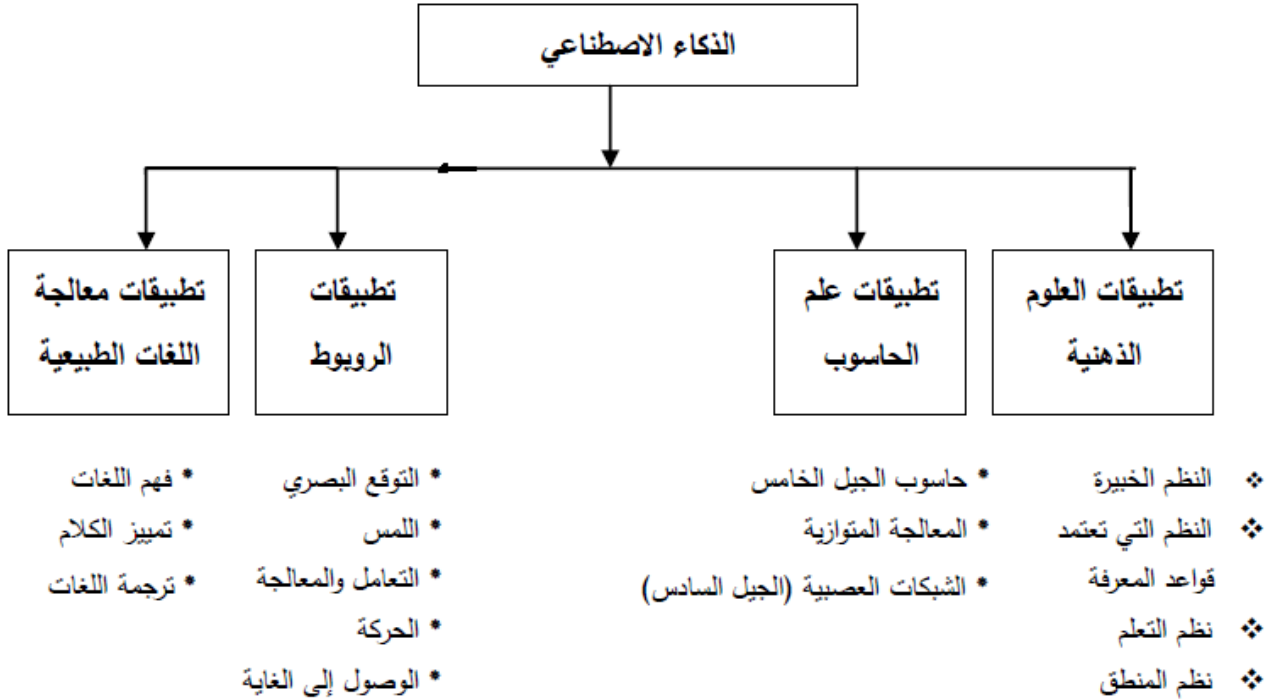 الذكاء الاصطناعي
تطبيقات العلوم
الذهنية
تطبيقات علم
الحاسوب
تطبيقات
الروبوط
تطبيقات معالجة
اللغات الطبيعية
❖ النظم الخبيرة
❖ النظم التي تعتمد
قواعد المعرفة
❖ نظم التعلم
❖ نظم المنطق
* حاسوب الجيل الخامس
* المعالجة المتوازية
* الشبكات العصبية (الجيل السادس)
* التوقع البصري
* اللمس
* التعامل والمعالجة
* الحركة
* الوصول إلى الغاية
* فهم اللغات
* تمييز الكلام
* ترجمة اللغات